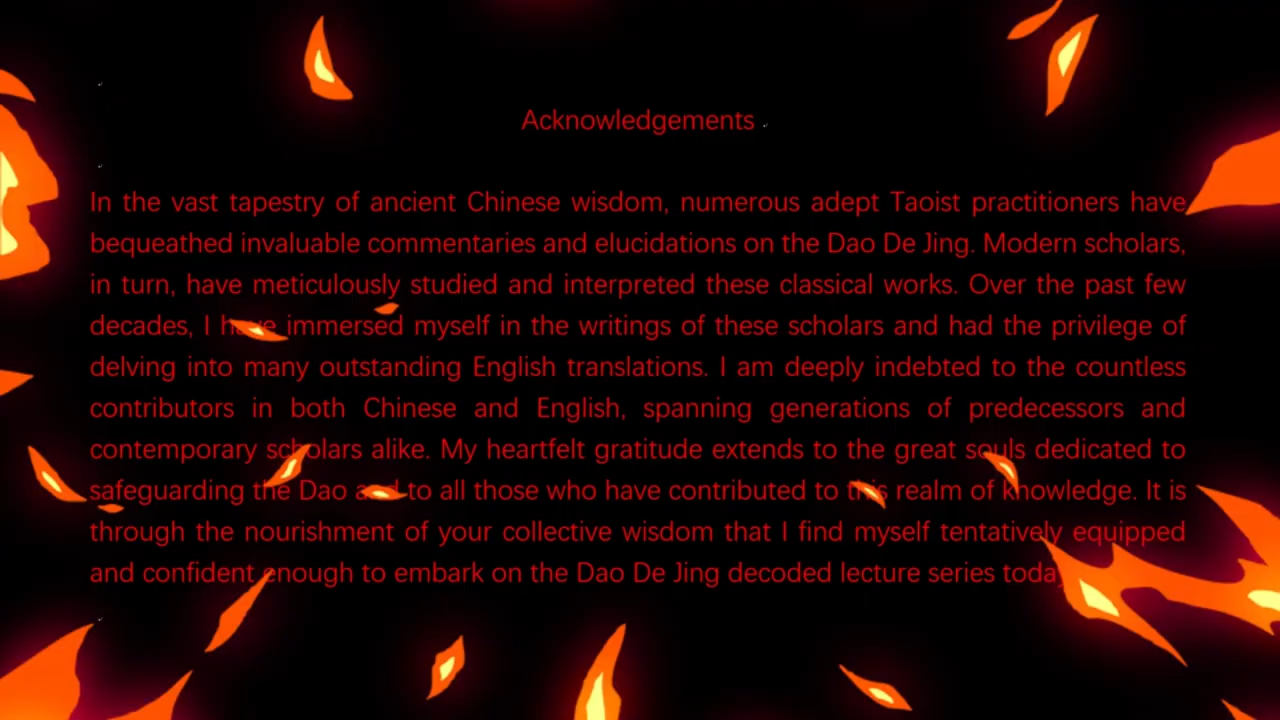 Acknowledgements
In the vast tapestry of ancient Chinese wisdom, numerous adept Taoist practitioners have
bequeathed invaluable commentaries and elucidations on the Dao De Jing. Modern scholars,
in turn, have meticulously studied and interpreted these classical works. Over the past few
decades, I have immersed myself in the writings of these scholars and had the privilege of
delving into many outstanding English translations. I am deeply indebted to the countless
contributors in both Chinese and English, spanning generations of predecessors and
contemporary scholars alike. My heartfelt gratitude extends to the great souls dedicated to
safeguarding the Dao and to all those who have contributed to this realm of knowledge. It is
through the nourishment of your collective wisdom that I find myself tentatively equipped
and confident enough to embark on the Dao De Jing decoded lecture series today